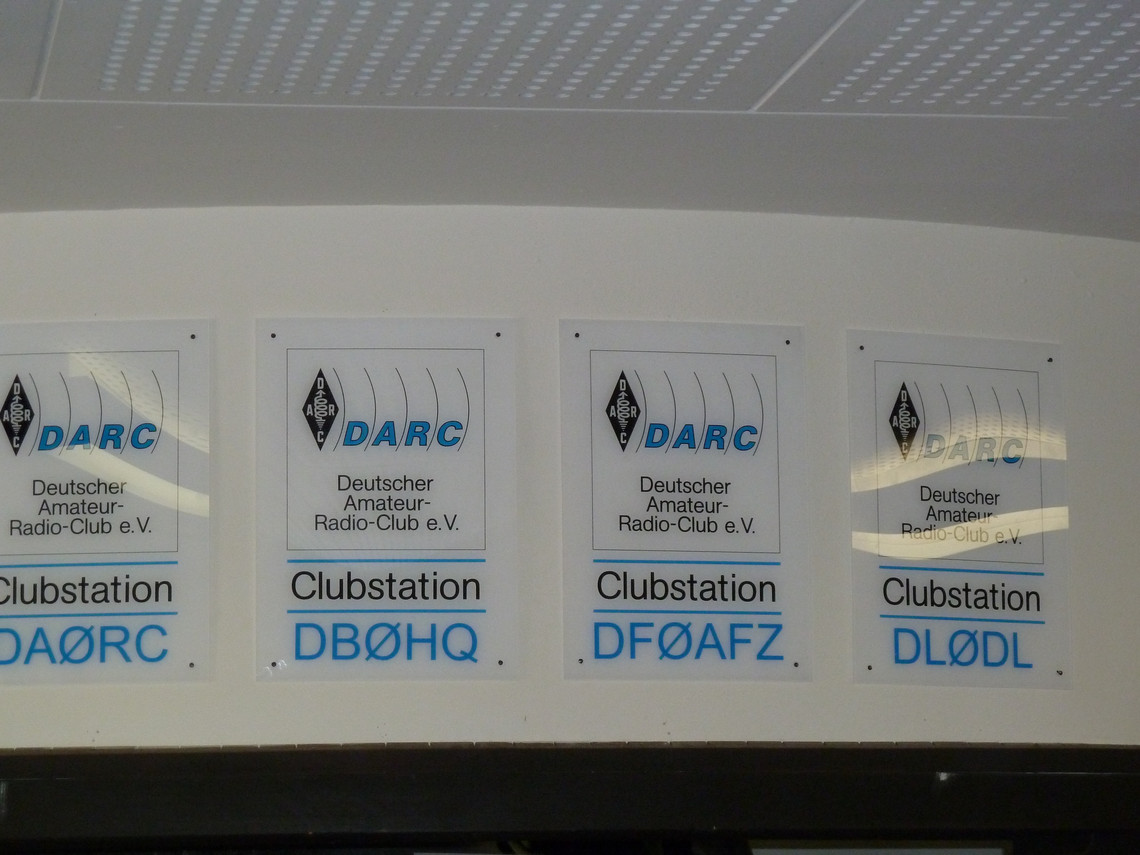 D
A R
C
DARC
Deutscher
Amateur-
Radio-Club e.V.
Clubstation
DAØRC
D
A R
C
DARC
Deutscher
Amateur-
Radio-Club e.V.
Clubstation
DBØHQ
D
A R
C
DARC
Deutscher
Amateur-
Radio-Club e.V.
Clubstation
DFØAFZ
D
A R
C
DARC
Deutscher
Amateur-
Radio-Club e.V.
Clubstation
DLØDL